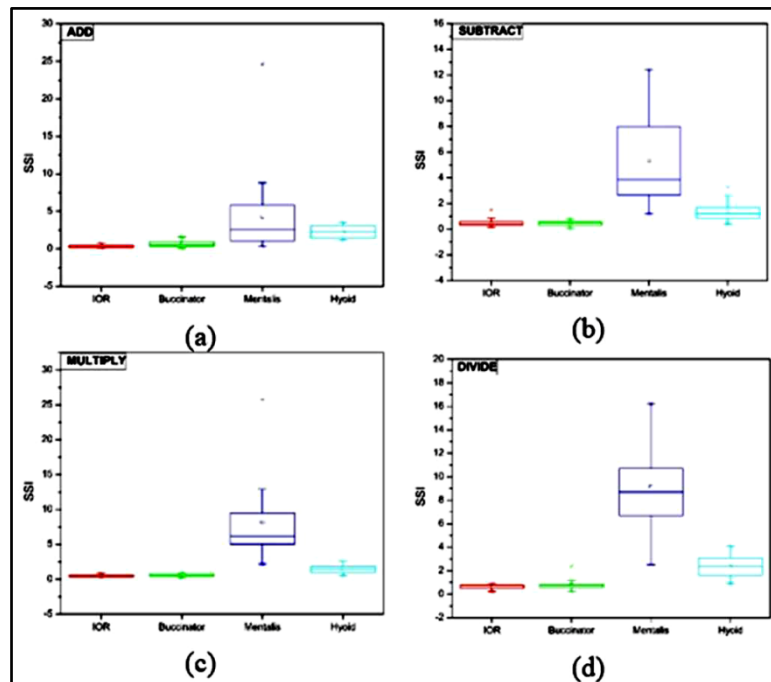 ADD
30
25
20
15
10
5
0
-5
SSI
IOR Buccinator Mentalis Hyoid
(a)
SUBTRACT
16
14
12
10
8
6
4
2
0
-2
-4
SSI
IOR Buccinator Mentalis Hyoid
(b)
MULTIPLY
30
25
20
15
10
5
0
-5
SSI
IOR Buccinator Mentalis Hyoid
(c)
DIVIDE
20
18
16
14
12
10
8
6
4
2
0
-2
SSI
IOR Buccinator Mentalis Hyoid
(d)